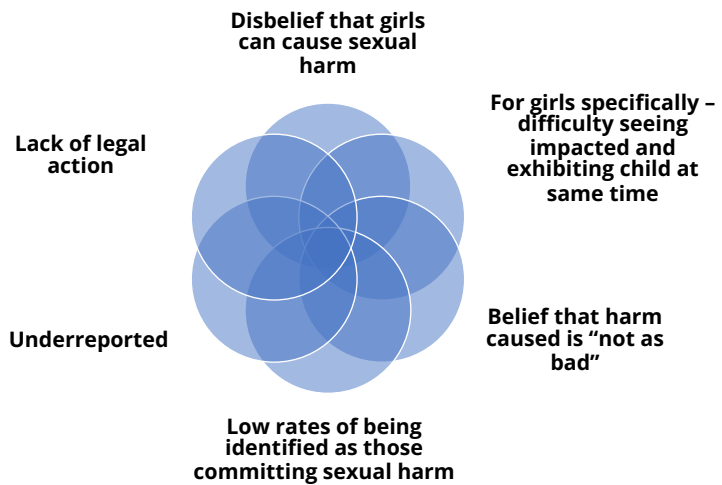 Disbelief that girls
can cause sexual
harm
For girls specifically –
difficulty seeing
impacted and
exhibiting child at
same time
Belief that harm
caused is “not as
bad”
Low rates of being
identified as those
committing sexual harm
Underreported
Lack of legal
action